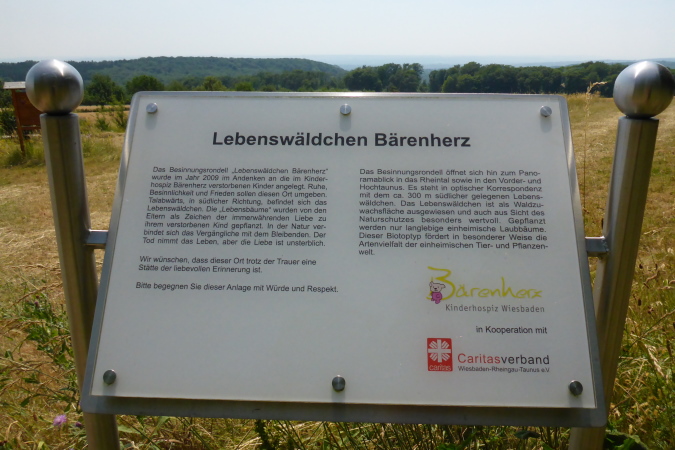 Lebenswäldchen Bärenherz
Das Besinnungsrondell „Lebenswäldchen Bärenherz"
wurde im Jahr 2009 im Andenken an die im Kinder-
hospiz Bärenherz verstorbenen Kinder angelegt. Ruhe,
Besinnlichkeit und Frieden sollen diesen Ort umgeben.
Talabwärts, in südlicher Richtung, befindet sich das
Lebenswäldchen. Die „Lebensbäume" wurden von den
Eltern als Zeichen der immerwährenden Liebe zu
ihrem verstorbenen Kind gepflanzt. In der Natur ver-
bindet sich das Vergängliche mit dem Bleibenden. Der
Tod nimmt das Leben, aber die Liebe ist unsterblich.
Wir wünschen, dass dieser Ort trotz der Trauer eine
Stätte der liebevollen Erinnerung ist.
Bitte begegnen Sie dieser Anlage mit Würde und Respekt.
Das Besinnungsrondell öffnet sich hin zum Pano-
ramablick in das Rheintal sowie in den Vorder- und
Hochtaunus. Es steht in optischer Korrespondenz
mit dem ca. 300 m südlicher gelegenen Lebens-
wäldchen. Das Lebenswäldchen ist als Waldzu-
wachsfläche ausgewiesen und auch aus Sicht des
Naturschutzes besonders wertvoll. Gepflanzt
werden nur langlebige einheimische Laubbäume.
Dieser Biotoptyp fördert in besonderer Weise die
Artenvielfalt der einheimischen Tier- und Pflanzen-
welt.
Bärenherz
Kinderhospiz Wiesbaden
in Kooperation mit
caritas
Caritasverband
Wiesbaden-Rheingau-Taunus e.V.